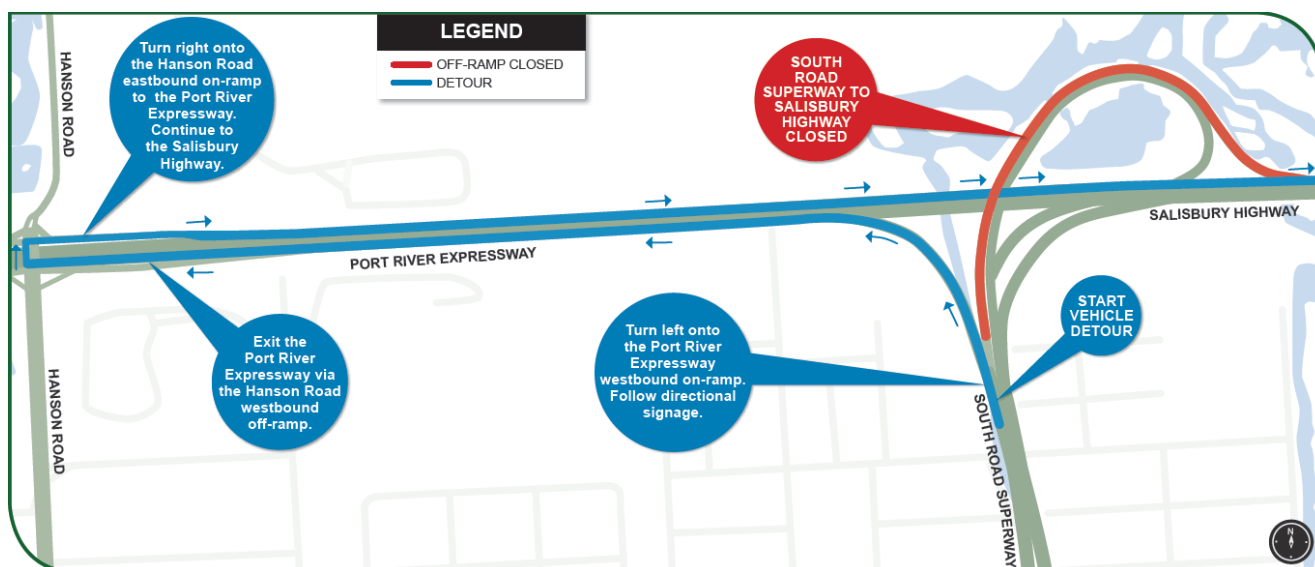 HANSON ROAD
Turn right onto
the Hanson Road
eastbound on-ramp
to the Port River
Expressway.
Continue to
the Salisbury
Highway.
LEGEND
OFF-RAMP CLOSED
DETOUR
SOUTH
ROAD
SUPERWAY TO
SALISBURY
HIGHWAY
CLOSED
SALISBURY HIGHWAY
PORT RIVER EXPRESSWAY
Exit the
Port River
Expressway via
the Hanson Road
westbound
off-ramp.
Turn left onto
the Port River
Expressway
westbound on-ramp.
Follow directional
signage.
START
VEHICLE
DETOUR
HANSON ROAD
SOUTH ROAD SUPERWAY
N